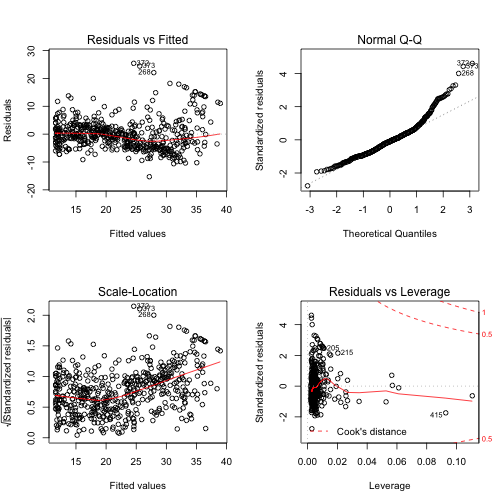 Residuals vs Fitted
Residuals
-20 -10 0 10 20 30
372
373
268
15 20 25 30 35 40
Fitted values
Normal Q-Q
Standardized residuals
-2 0 2 4
372
373
268
-3 -2 -1 0 1 2 3
Theoretical Quantiles
Scale-Location
√|Standardized residuals|
0.0 0.5 1.0 1.5 2.0
372
373
268
15 20 25 30 35 40
Fitted values
Residuals vs Leverage
Standardized residuals
-2 0 2 4
1
0.5
205
215
415
0.5
Cook's distance
0.00 0.02 0.04 0.06 0.08 0.10
Leverage